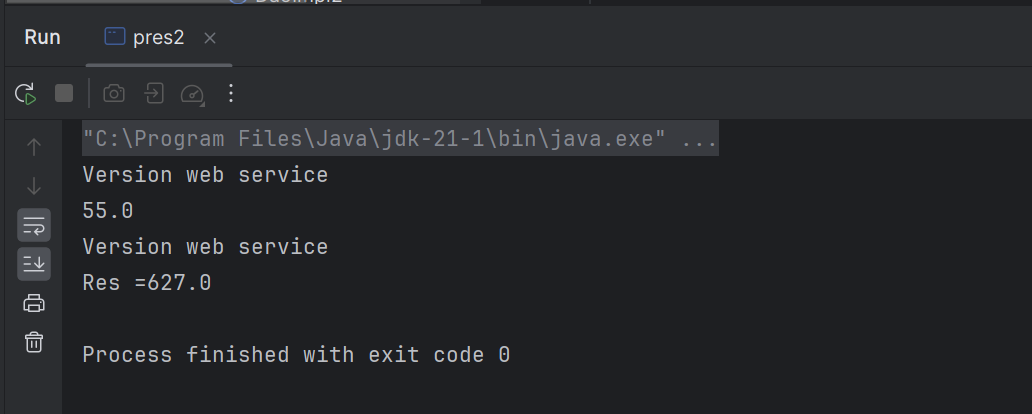 Run
pres2
"C:\Program Files\Java\jdk-21-1\bin\java.exe" ...
Version web service
55.0
Version web service
Res =627.0
Process finished with exit code 0